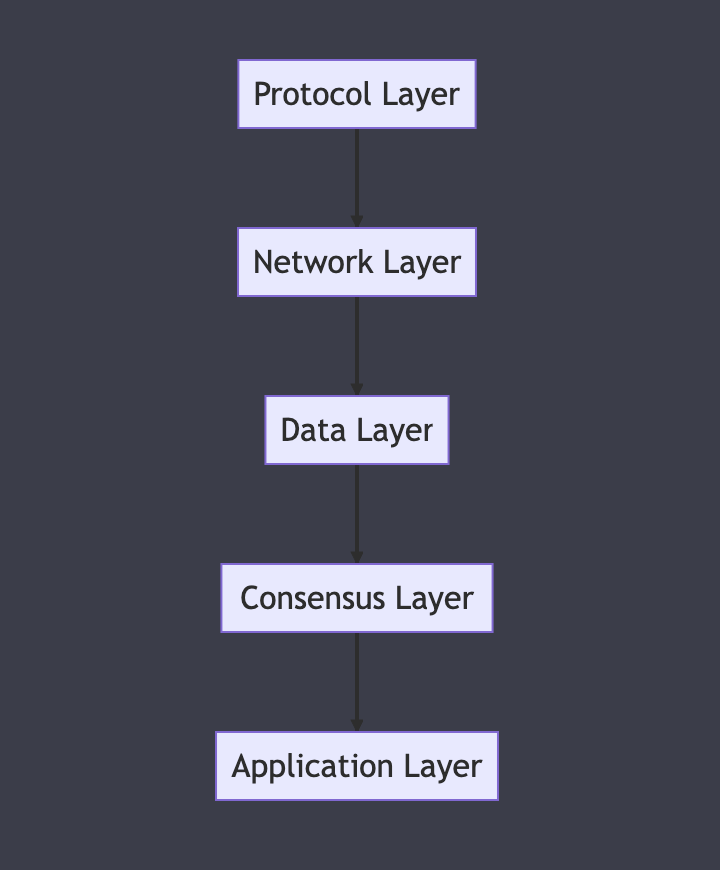 Protocol Layer
Network Layer
Data Layer
Consensus Layer
Application Layer